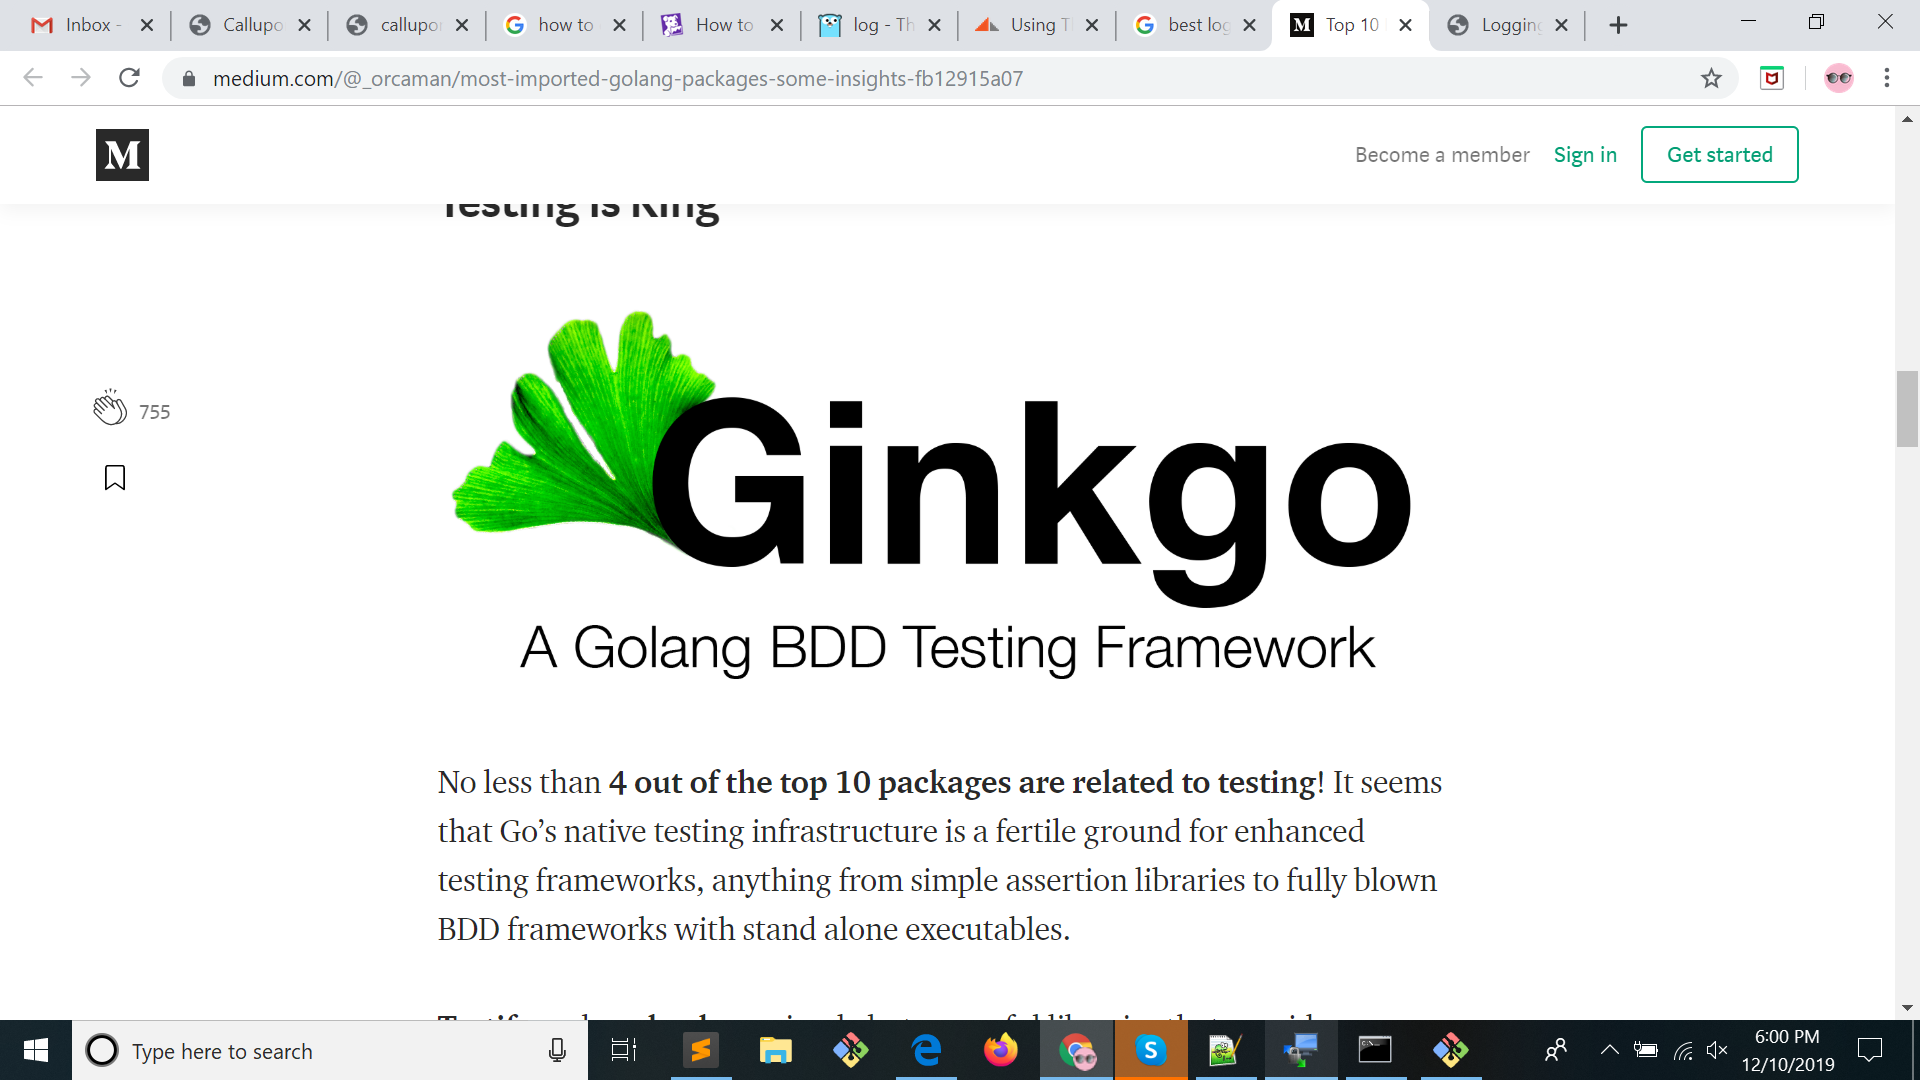 Inbox -
Callupo
callupor
how to
How to
log - Th
Using T
best log
Top 10
Logging
medium.com/@_orcaman/most-imported-golang-packages-some-insights-fb12915a07
M
Become a member
Sign in
Get started
Testing is King
755
Ginkgo
A Golang BDD Testing Framework
No less than 4 out of the top 10 packages are related to testing! It seems
that Go’s native testing infrastructure is a fertile ground for enhanced
testing frameworks, anything from simple assertion libraries to fully blown
BDD frameworks with stand alone executables.
Type here to search
6:00 PM
12/10/2019